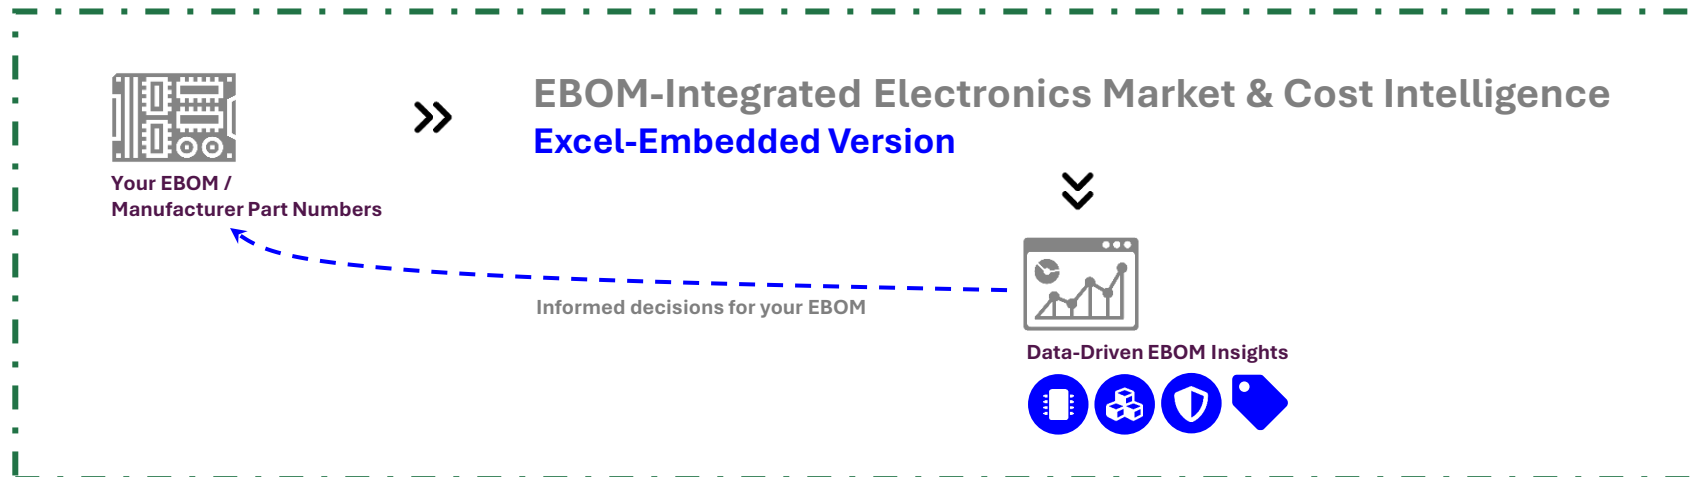 EBOM-Integrated Electronics Market & Cost Intelligence
Excel-Embedded Version
Your EBOM /
Manufacturer Part Numbers
Informed decisions for your EBOM
Data-Driven EBOM Insights